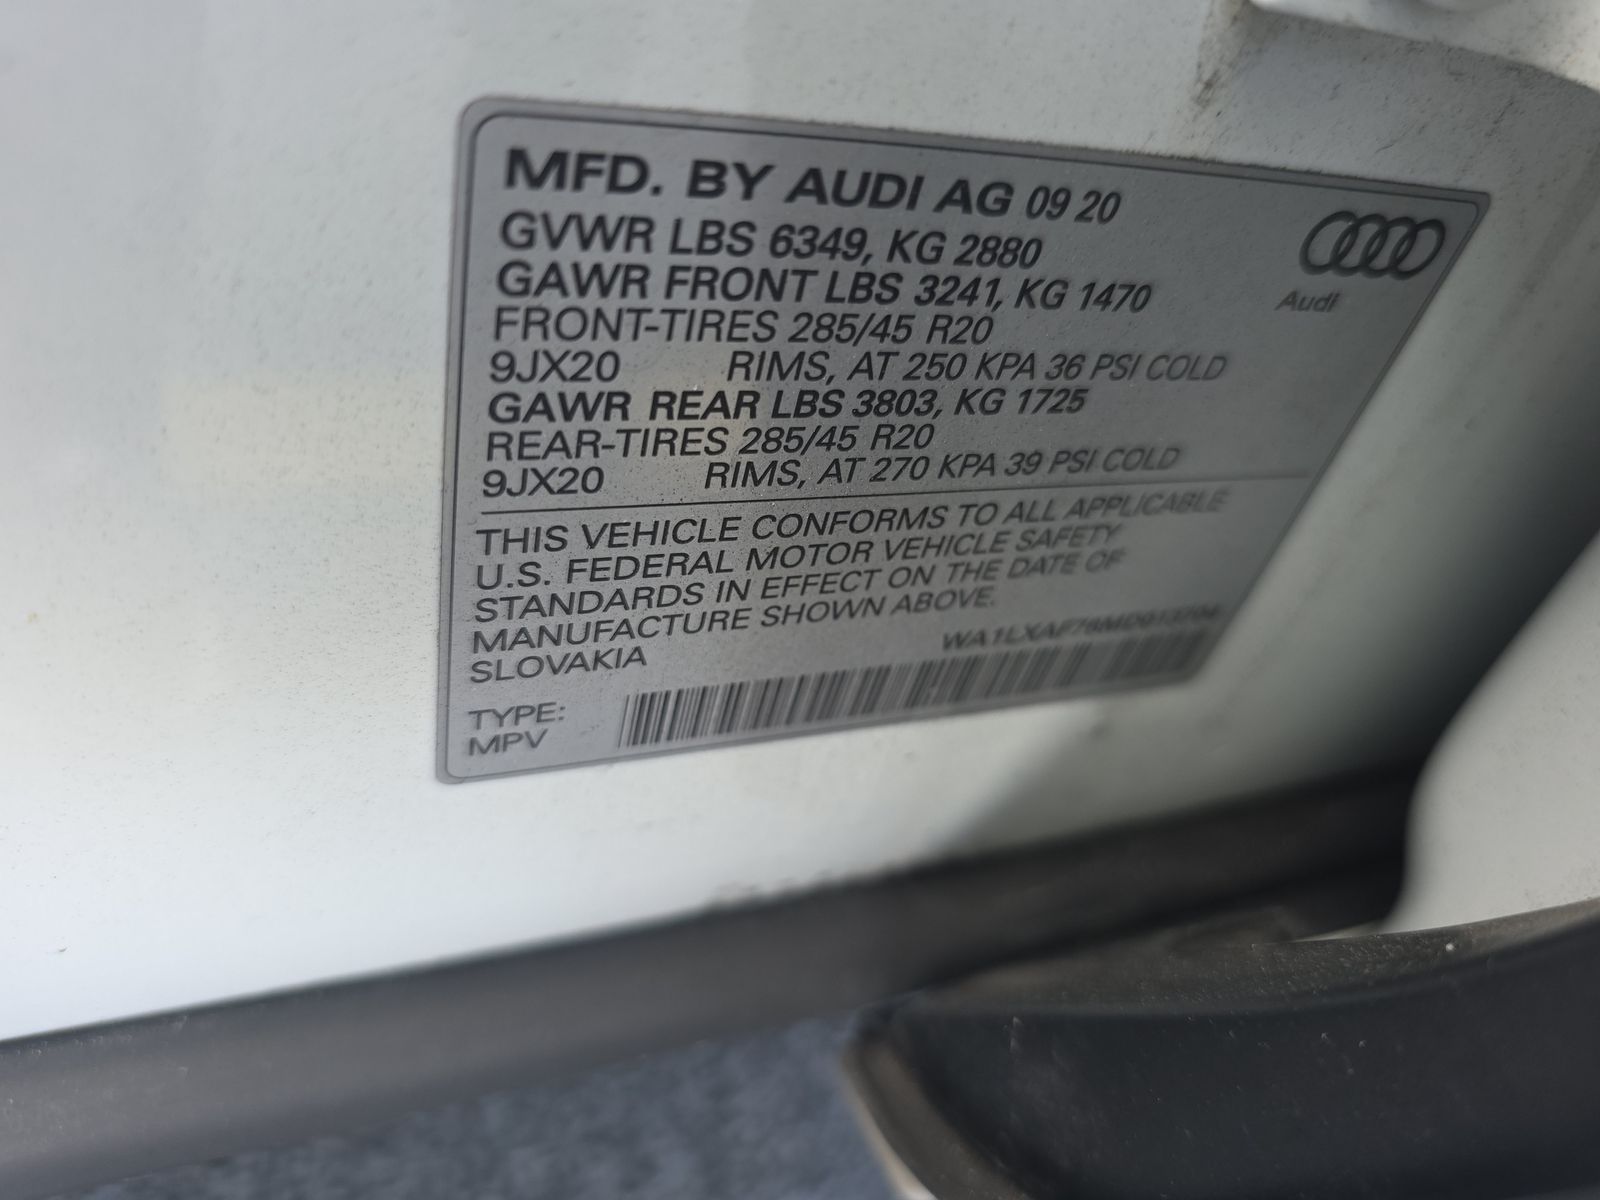 MFD. BY AUDI AG 09 20
GVWR LBS 6349, KG 2880
GAWR FRONT LBS 3241, KG 1470
FRONT-TIRES 285/45 R20
9JX20 RIMS, AT 250 KPA 36 PSI COLD
GAWR REAR LBS 3803, KG 1725
REAR-TIRES 285/45 R20
9JX20 RIMS, AT 270 KPA 39 PSI COLD
Audi
THIS VEHICLE CONFORMS TO ALL APPLICABLE
U.S. FEDERAL MOTOR VEHICLE SAFETY
STANDARDS IN EFFECT ON THE DATE OF
MANUFACTURE SHOWN ABOVE.
SLOVAKIA
TYPE:
MPV